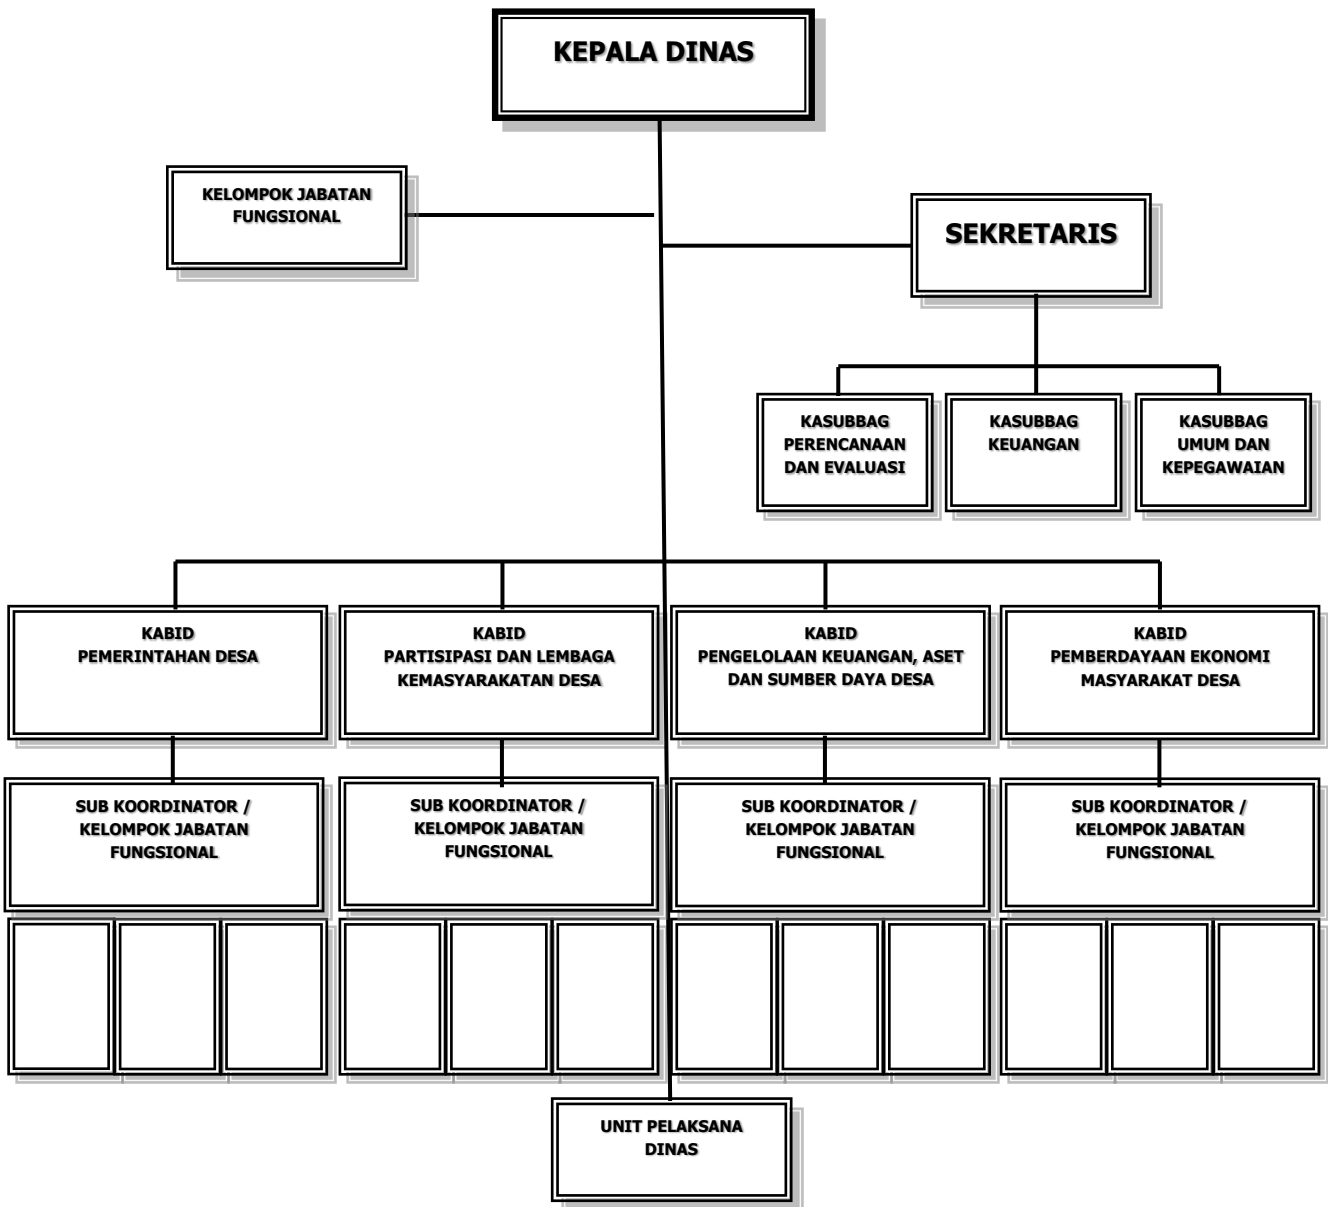 KEPALA DINAS
KELOMPOK JABATAN
FUNGSIONAL
SEKRETARIS
KASUBBAG
PERENCANAAN
DAN EVALUASI
KASUBBAG
KEUANGAN
KASUBBAG
UMUM DAN
KEPEGAWAIAN
KABID
PEMERINTAHAN DESA
KABID
PARTISIPASI DAN LEMBAGA
KEMASYARAKATAN DESA
KABID
PENGELOLAAN KEUANGAN, ASET
DAN SUMBER DAYA DESA
KABID
PEMBERDAYAAN EKONOMI
MASYARAKAT DESA
SUB KOORDINATOR /
KELOMPOK JABATAN
FUNGSIONAL
SUB KOORDINATOR /
KELOMPOK JABATAN
FUNGSIONAL
SUB KOORDINATOR /
KELOMPOK JABATAN
FUNGSIONAL
SUB KOORDINATOR /
KELOMPOK JABATAN
FUNGSIONAL
UNIT PELAKSANA
DINAS